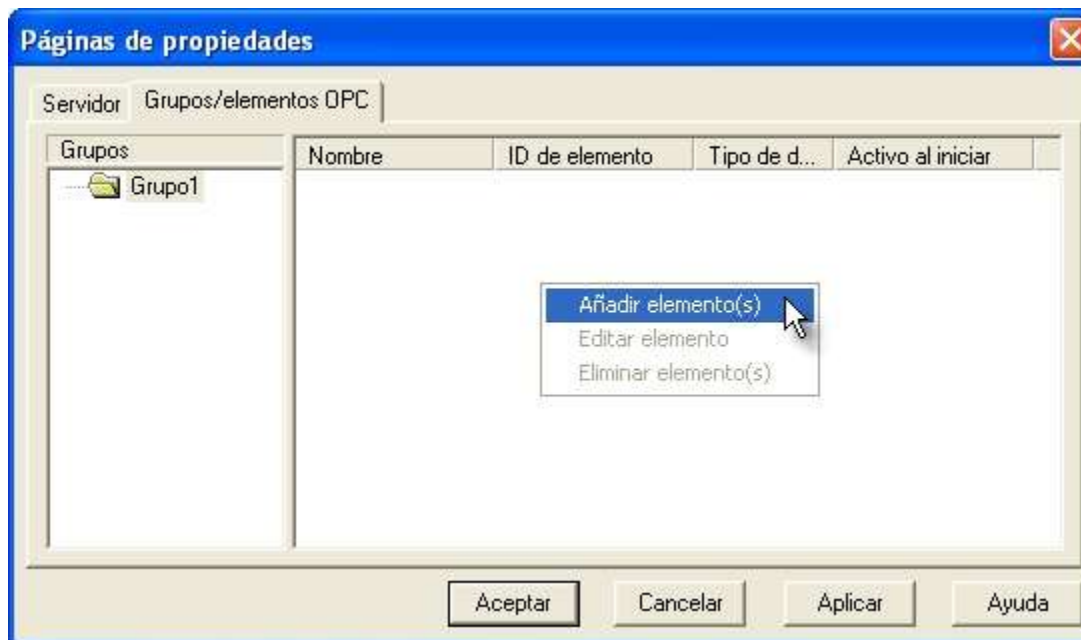 Páginas de propiedades
Servidor Grupos/elementos OPC
Grupos Nombre ID de elemento Tipo de d... Activo al iniciar
Grupo1
Añadir elemento(s)
Editar elemento
Eliminar elemento(s)
Aceptar Cancelar Aplicar Ayuda